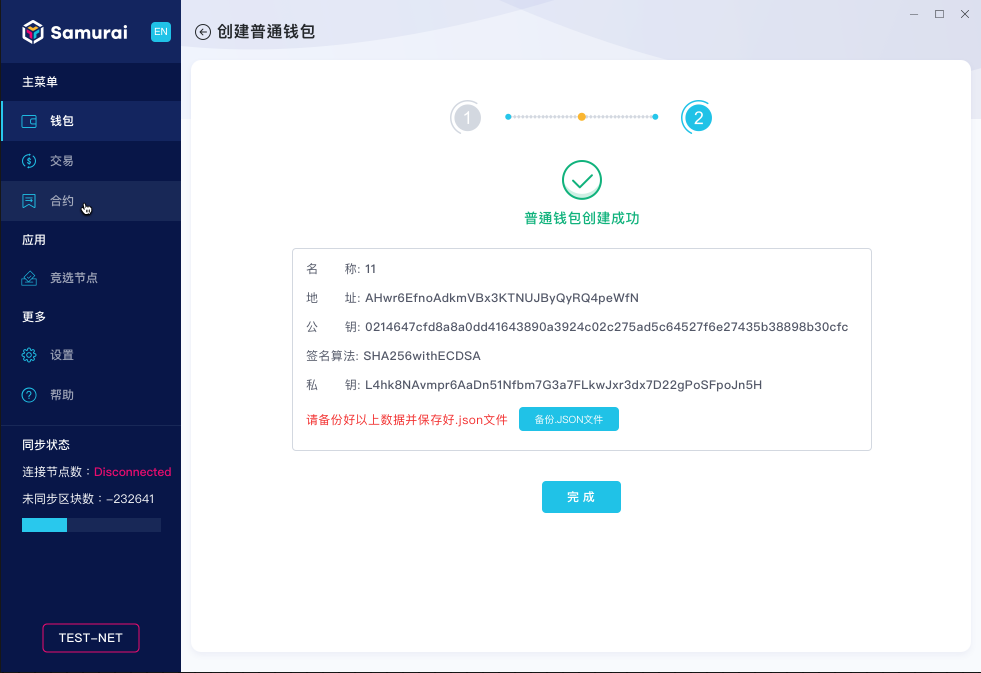 Samurai
EN
主菜单
钱包
交易
合约
应用
竞选节点
更多
设置
帮助
同步状态
连接节点数：Disconnected
未同步区块数：-232641
TEST-NET
创建普通钱包
1
2
普通钱包创建成功
名 称: 11
地 址: AHwr6EfnoAdkmVBx3KTNUJByQyRQ4peWfN
公 钥: 0214647cfd8a8a0dd41643890a3924c02c275ad5c64527f6e27435b38898b30cfc
签名算法: SHA256withECDSA
私 钥: L4hk8NAvmpr6AaDn51Nfbm7G3a7FLkwJxr3dx7D22gPoSFpoJn5H
请备份好以上数据并保存好.json文件
备份.JSON文件
完 成